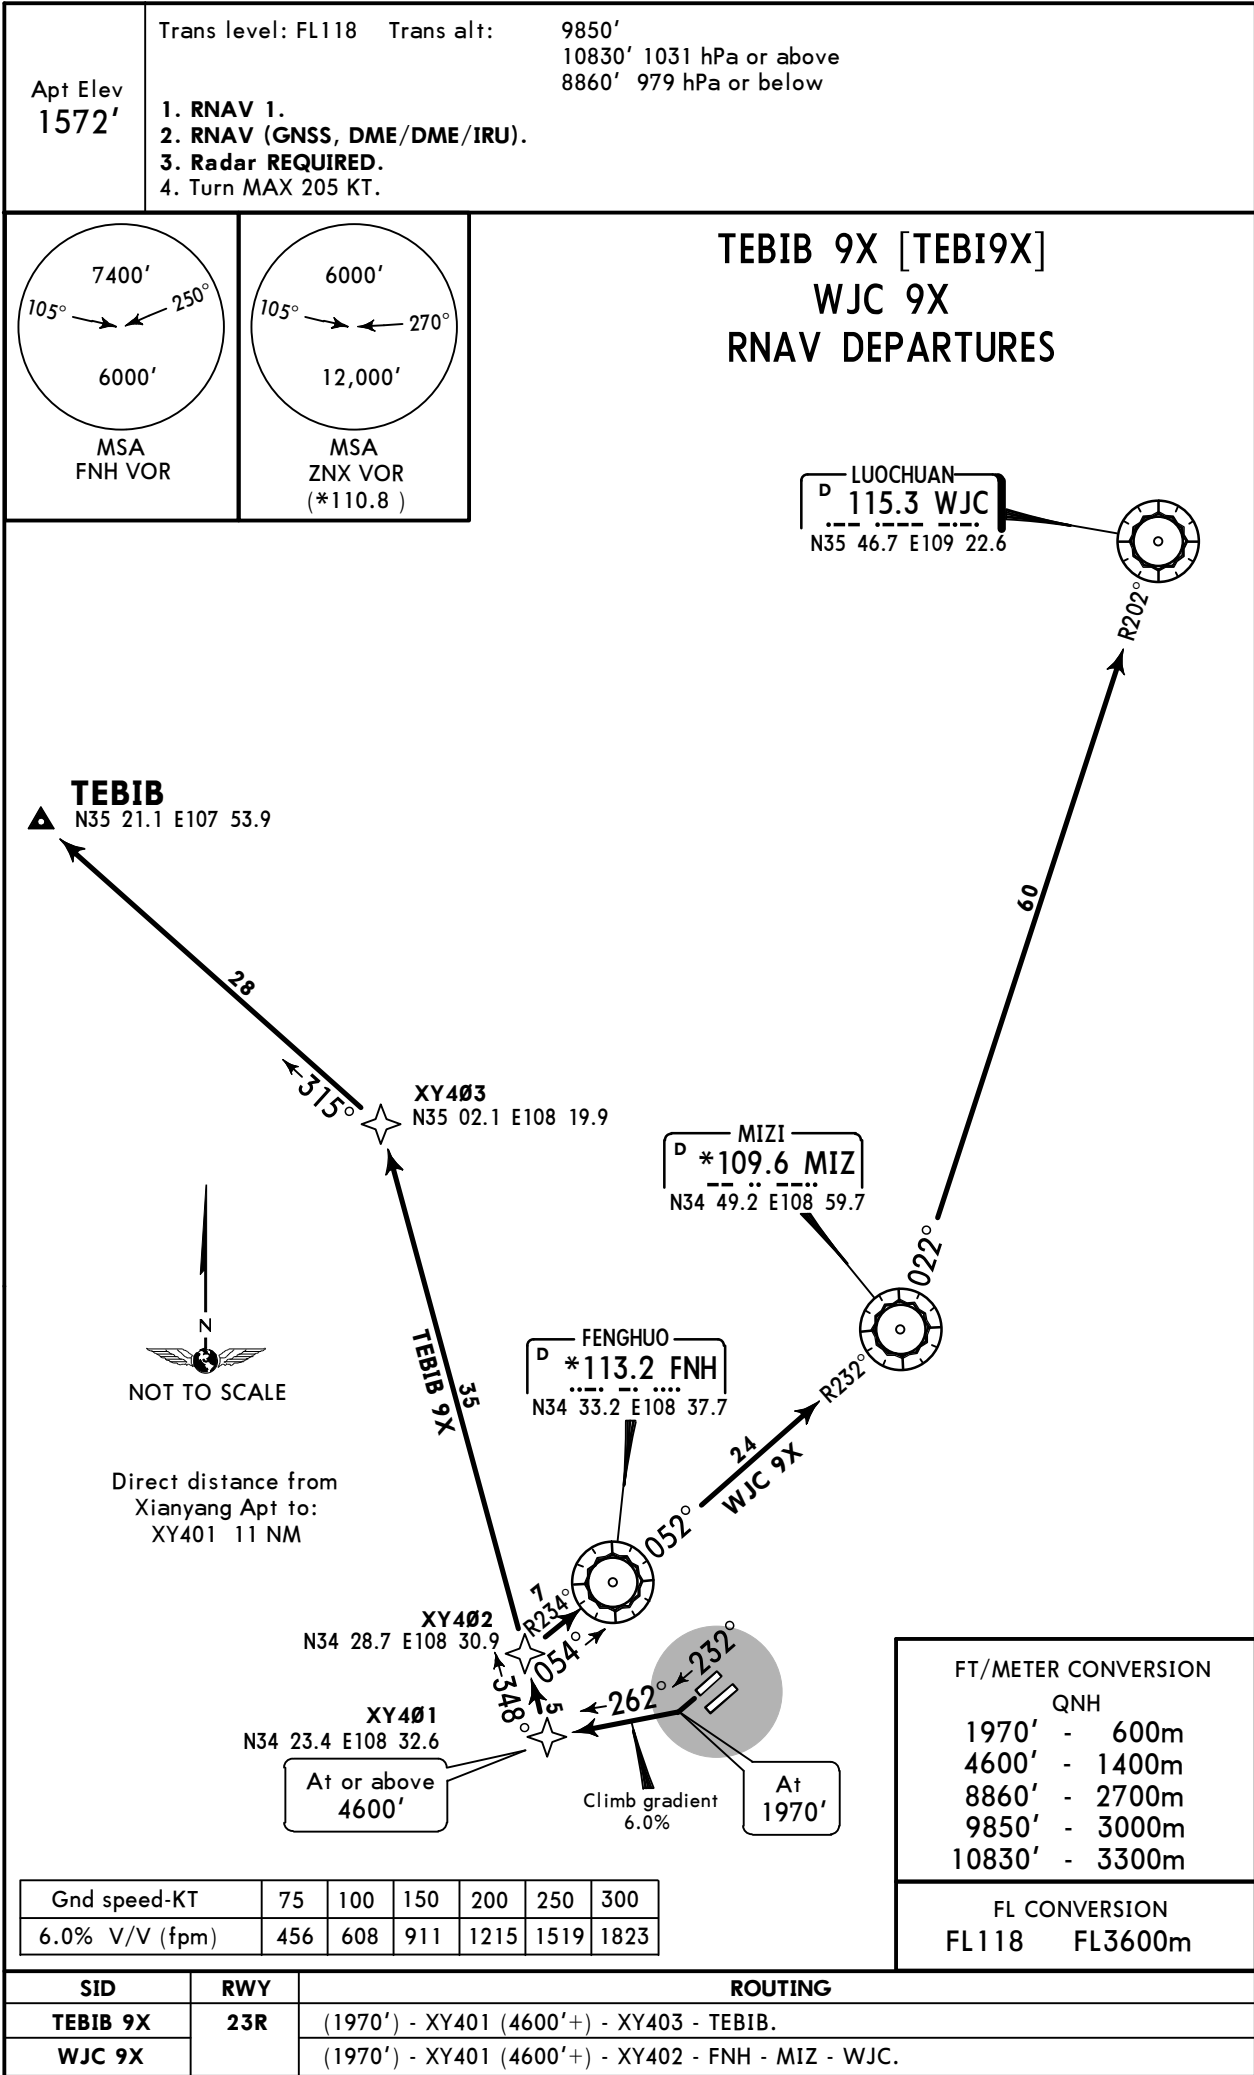 Apt Elev
1572'
Trans level: FL118 Trans alt: 9850'
10830' 1031 hPa or above
8860' 979 hPa or below
1. RNAV 1.
2. RNAV (GNSS, DME/DME/IRU).
3. Radar REQUIRED.
4. Turn MAX 205 KT.
7400'
105°
250°
6000'
MSA
FNH VOR
6000'
105°
270°
12,000'
MSA
ZNX VOR
(*110.8 )
TEBIB 9X [TEBI9X]
WJC 9X
RNAV DEPARTURES
LUOCHUAN
D 115.3 WJC
N35 46.7 E109 22.6
R202°
60
TEBIB
N35 21.1 E107 53.9
28
315°
XY4Ø3
N35 02.1 E108 19.9
MIZI
D *109.6 MIZ
N34 49.2 E108 59.7
022°
R232°
N
NOT TO SCALE
TEBIB 9X
35
FENGHUO
D *113.2 FNH
N34 33.2 E108 37.7
24
WJC 9X
052°
Direct distance from
Xianyang Apt to:
XY401 11 NM
7
R234°
054°
XY4Ø2
N34 28.7 E108 30.9
348°
5
232°
262°
XY4Ø1
N34 23.4 E108 32.6
At or above
4600'
Climb gradient
6.0%
At
1970'
FT/METER CONVERSION
QNH
1970' - 600m
4600' - 1400m
8860' - 2700m
9850' - 3000m
10830' - 3300m
FL CONVERSION
FL118 FL3600m
Gnd speed-KT 75 100 150 200 250 300
6.0% V/V (fpm) 456 608 911 1215 1519 1823
SID RWY ROUTING
TEBIB 9X 23R (1970') - XY401 (4600'+) - XY403 - TEBIB.
WJC 9X (1970') - XY401 (4600'+) - XY402 - FNH - MIZ - WJC.